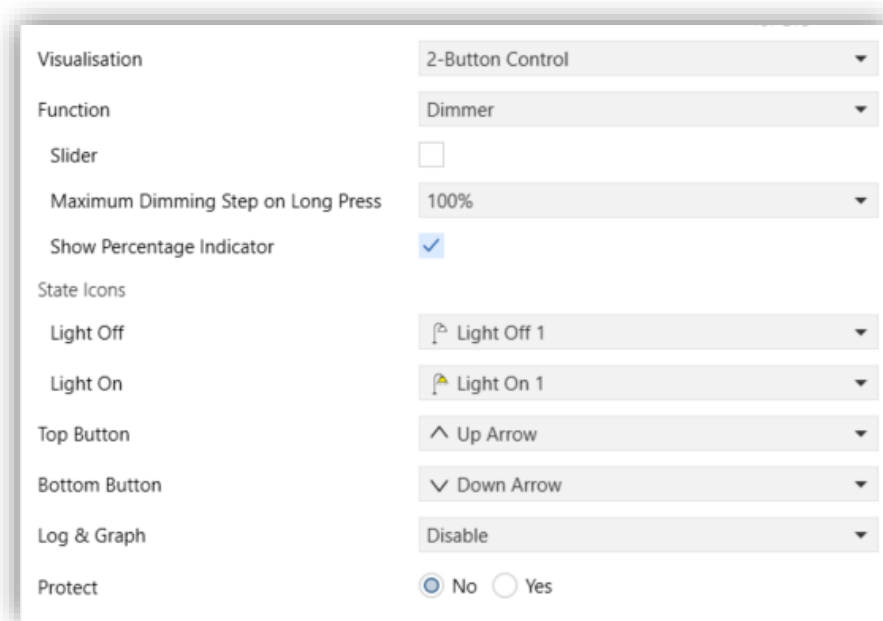 Visualisation 2-Button Control
Function Dimmer
Slider
Maximum Dimming Step on Long Press 100%
Show Percentage Indicator
State Icons
Light Off Light Off 1
Light On Light On 1
Top Button Up Arrow
Bottom Button Down Arrow
Log & Graph Disable
Protect No Yes